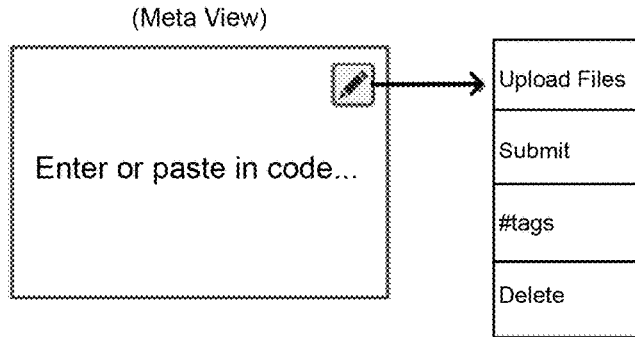 (Meta View)
Enter or paste in code...
Upload Files
Submit
#tags
Delete